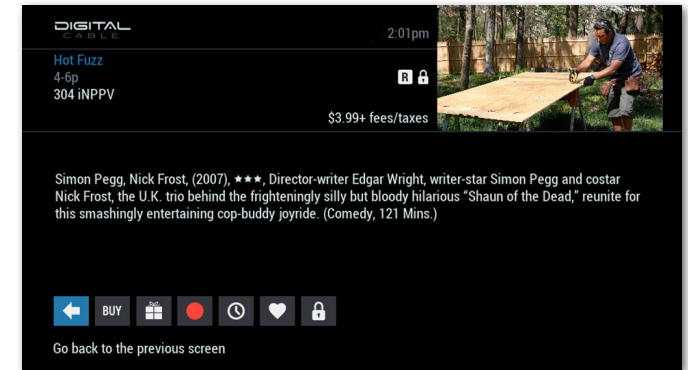 DIGITAL
CABLE
2:01pm
Hot Fuzz
4-6p
R
304 iNPPV
$3.99+ fees/taxes
Simon Pegg, Nick Frost, (2007), ★★★, Director-writer Edgar Wright, writer-star Simon Pegg and costar
Nick Frost, the U.K. trio behind the frighteningly silly but bloody hilarious “Shaun of the Dead,” reunite for
this smashingly entertaining cop-buddy joyride. (Comedy, 121 Mins.)
BUY
Go back to the previous screen